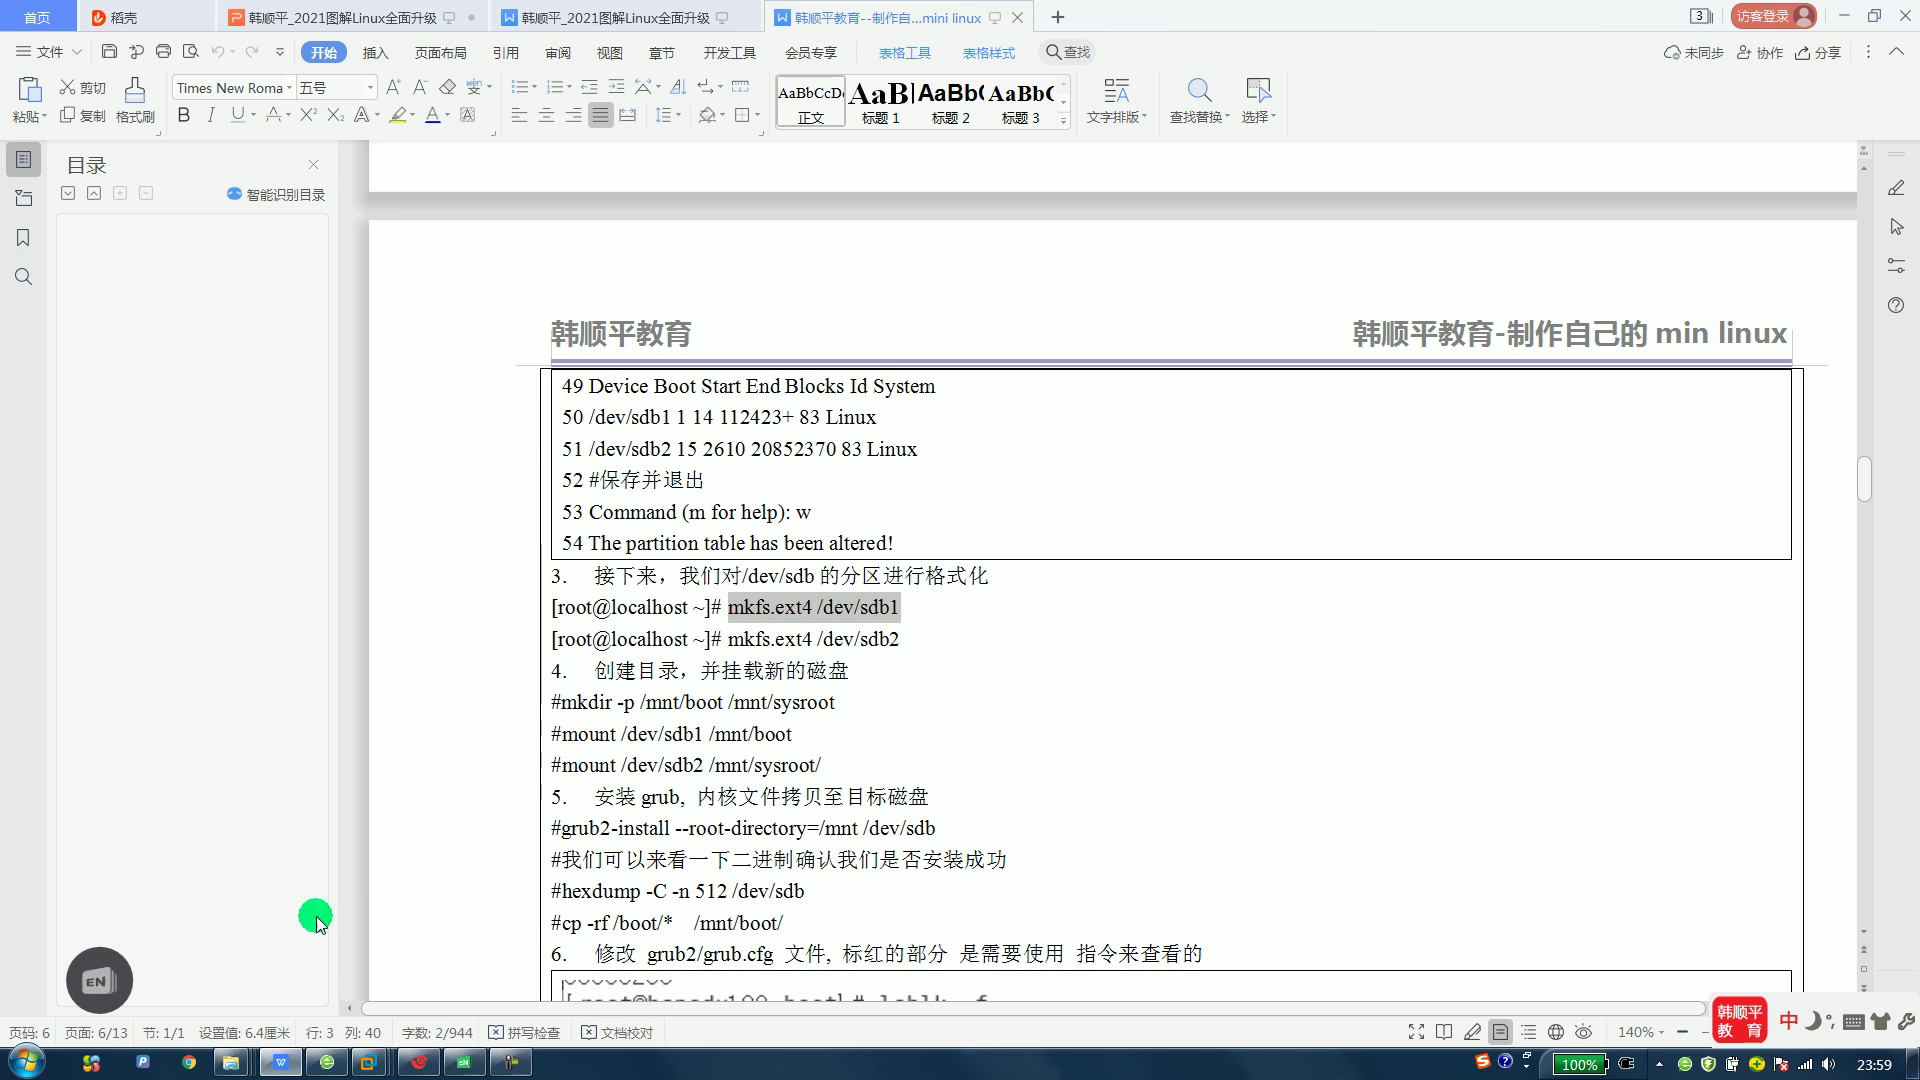 首页
稻壳
韩顺平_2021图解Linux全面升级
韩顺平_2021图解Linux全面升级
韩顺平教育--制作自...mini linux
3
访客登录
文件
开始
插入
页面布局
引用
审阅
视图
章节
开发工具
会员专享
表格工具
表格样式
查找
未同步
协作
分享
粘贴
剪切
复制
格式刷
Times New Roma
五号
AaBbCcD
正文
AaB
标题 1
AaBb
标题 2
AaBbC
标题 3
文字排版
查找替换
选择
目录
智能识别目录
韩顺平教育
韩顺平教育-制作自己的 min linux
49 Device Boot Start End Blocks Id System
50 /dev/sdb1 1 14 112423+ 83 Linux
51 /dev/sdb2 15 2610 20852370 83 Linux
52 #保存并退出
53 Command (m for help): w
54 The partition table has been altered!
3. 接下来，我们对/dev/sdb 的分区进行格式化
[root@localhost ~]# mkfs.ext4 /dev/sdb1
[root@localhost ~]# mkfs.ext4 /dev/sdb2
4. 创建目录，并挂载新的磁盘
#mkdir -p /mnt/boot /mnt/sysroot
#mount /dev/sdb1 /mnt/boot
#mount /dev/sdb2 /mnt/sysroot/
5. 安装 grub, 内核文件拷贝至目标磁盘
#grub2-install --root-directory=/mnt /dev/sdb
#我们可以来看一下二进制确认我们是否安装成功
#hexdump -C -n 512 /dev/sdb
#cp -rf /boot/* /mnt/boot/
6. 修改 grub2/grub.cfg 文件, 标红的部分 是需要使用 指令来查看的
EN
页码: 6
页面: 6/13
节: 1/1
设置值: 6.4厘米
行: 3
列: 40
字数: 2/944
拼写检查
文档校对
140%
韩顺平
教 育
中
100%
23:59